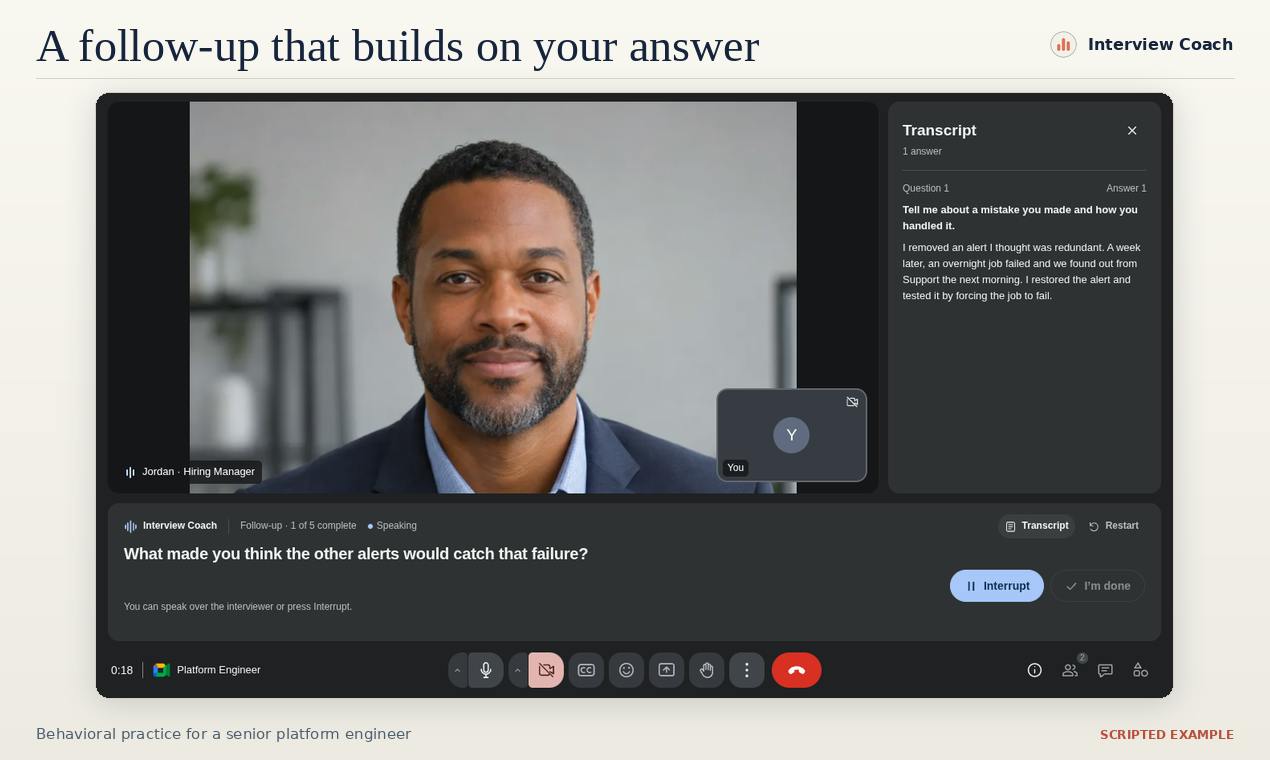 A follow-up that builds on your answer
Interview Coach
Transcript
1 answer
Question 1
Answer 1
Tell me about a mistake you made and how you
handled it.
I removed an alert I thought was redundant. A week
later, an overnight job failed and we found out from
Support the next morning. I restored the alert and
tested it by forcing the job to fail.
Jordan · Hiring Manager
Y
You
Interview Coach
Follow-up · 1 of 5 complete
Speaking
Transcript
Restart
What made you think the other alerts would catch that failure?
Interrupt
I'm done
You can speak over the interviewer or press Interrupt.
0:18
Platform Engineer
CC
2
Behavioral practice for a senior platform engineer
SCRIPTED EXAMPLE